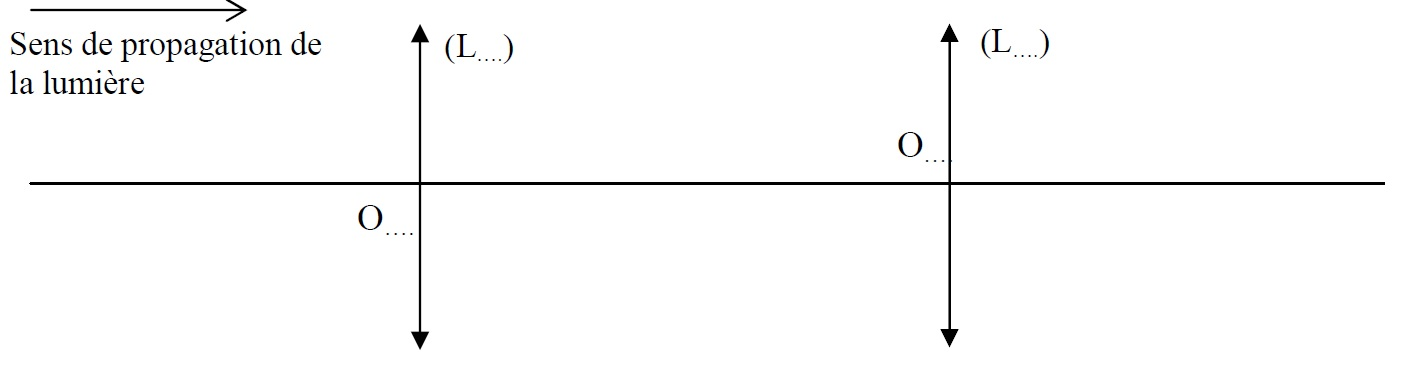 Sens de propagation de
la lumière
(L....)
(L....)
O....
O....